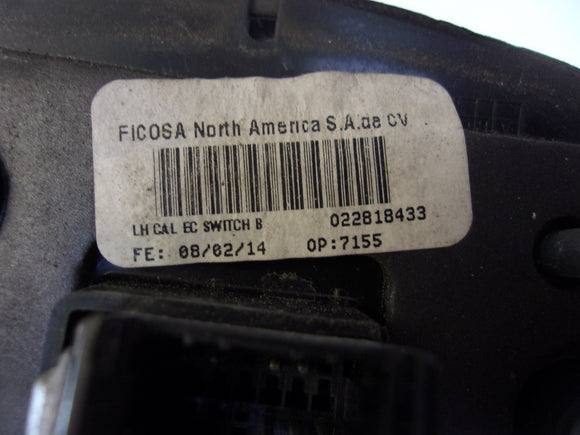 FICOSA North America S.A.de CV
LH CAL EC SWITCH B 022818433
FE: 08/02/14 OP:7155